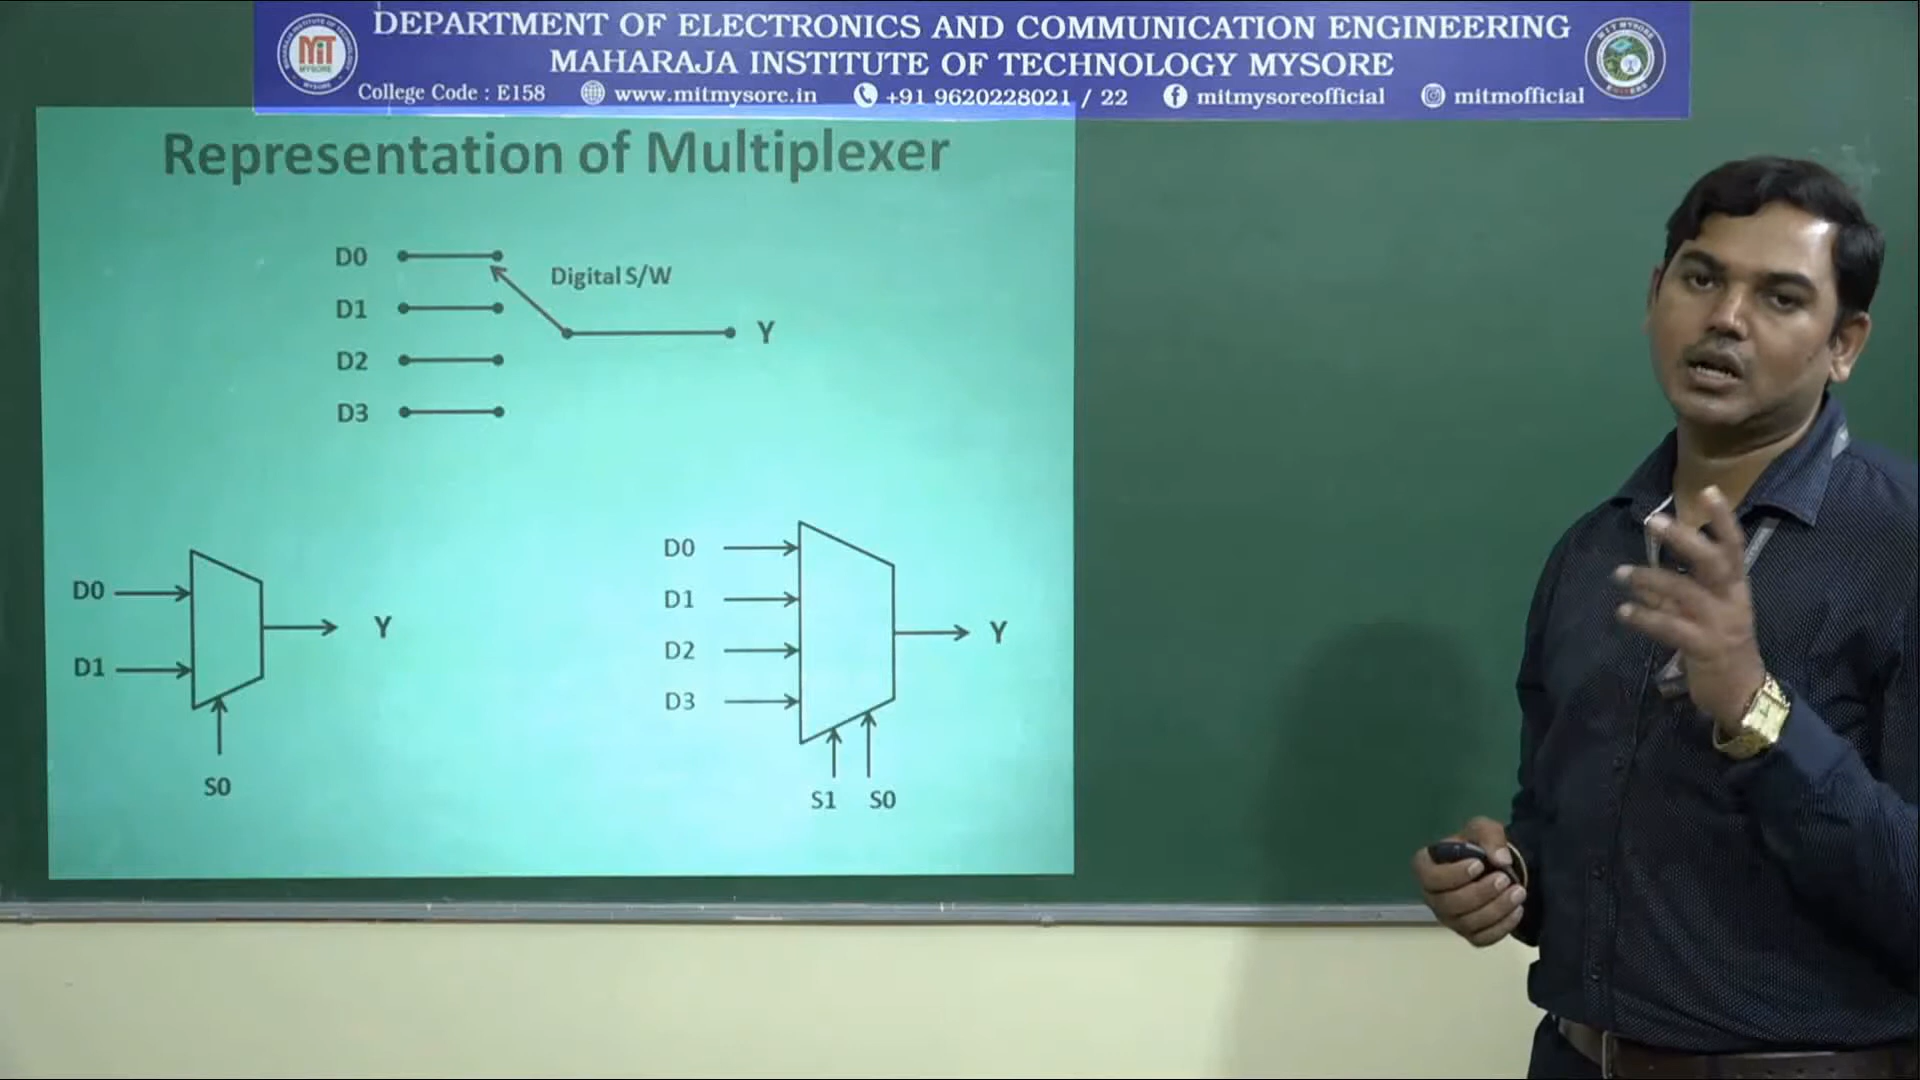 DEPARTMENT OF ELECTRONICS AND COMMUNICATION ENGINEERING
MAHARAJA INSTITUTE OF TECHNOLOGY MYSORE
College Code : E158 www.mitmysore.in +91 9620228021 / 22 mitmysoreofficial mitmofficial
MiT
MYSORE
Representation of Multiplexer
D0
Digital S/W
D1
Y
D2
D3
D0
D1
Y
S0
D0
D1
D2
D3
Y
S1 S0